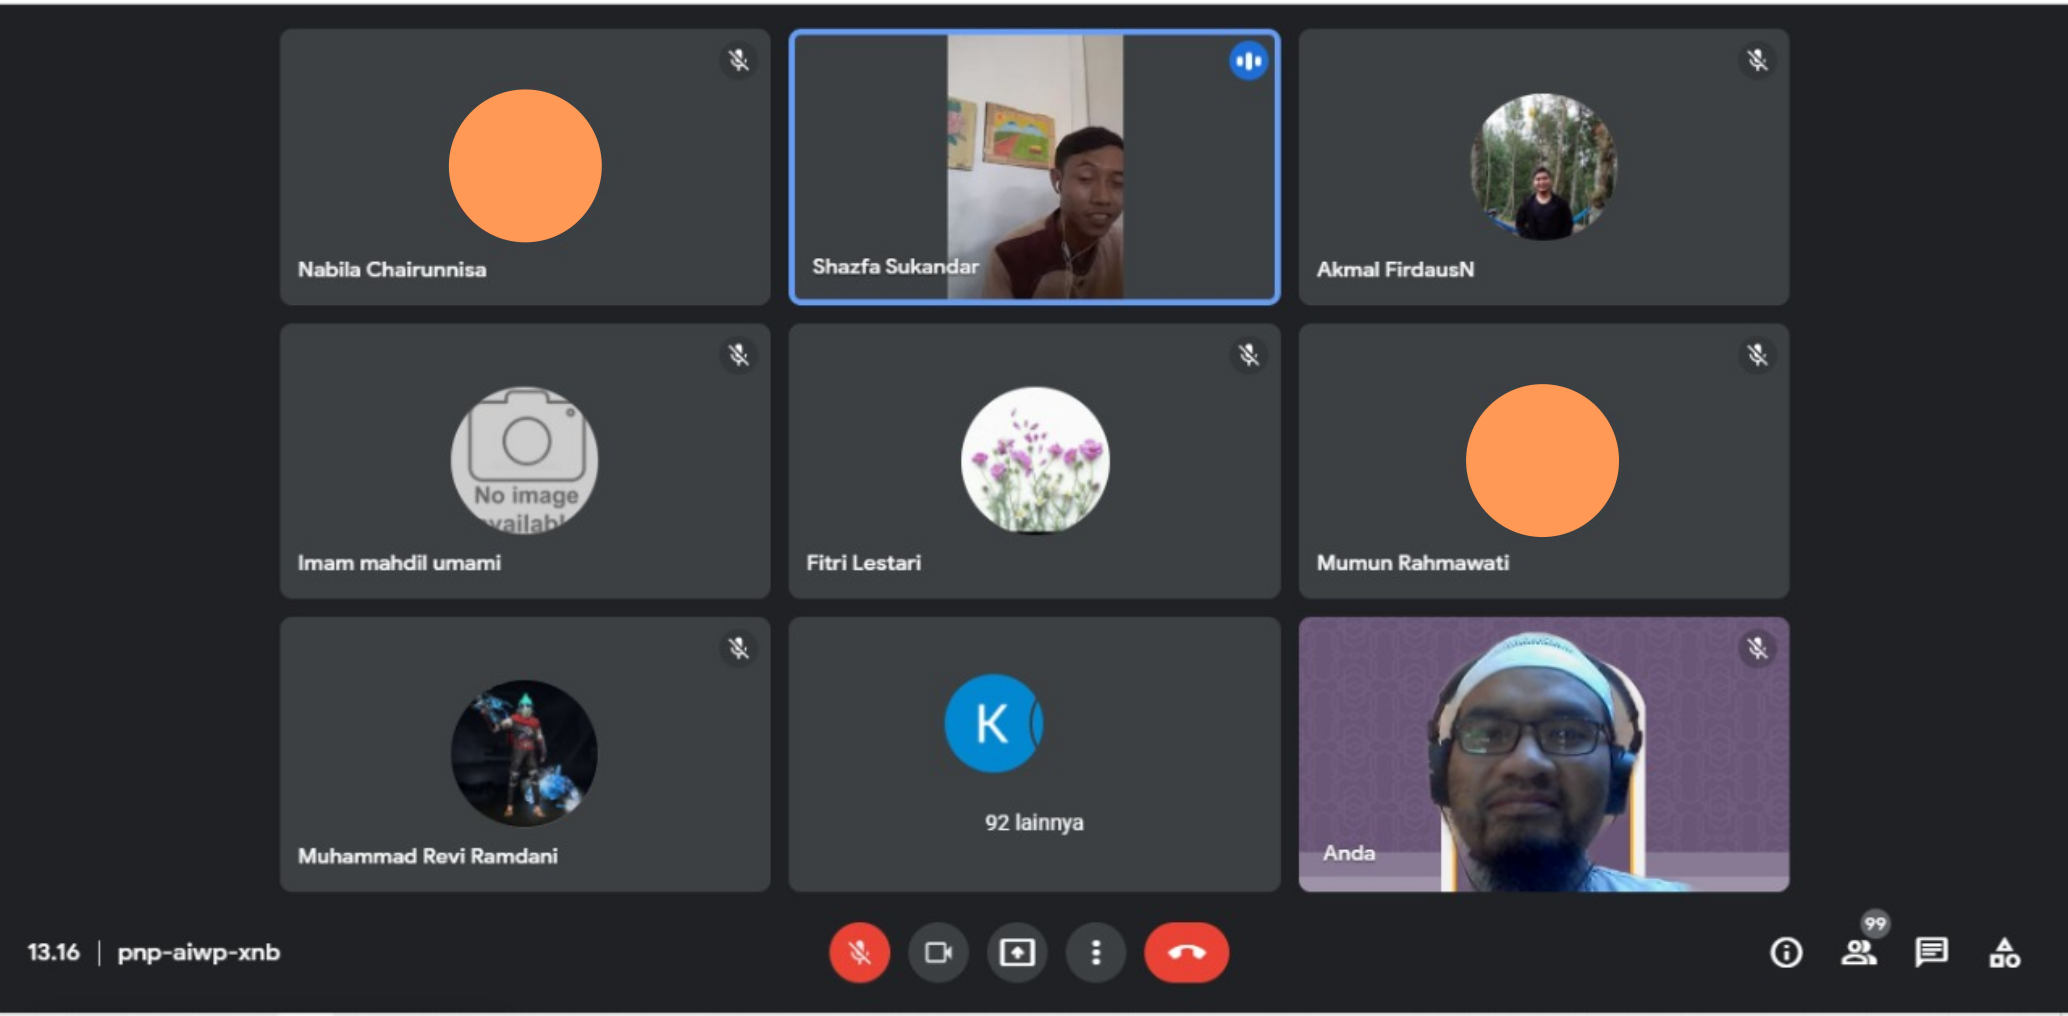 Nabila Chairunnisa
Shazfa Sukandar
Akmal FirdausN
No image
Imam mahdil umami
Fitri Lestari
Mumun Rahmawati
Muhammad Revi Ramdani
K
92 lainnya
Anda
13.16 | pnp-aiwp-xnb
99